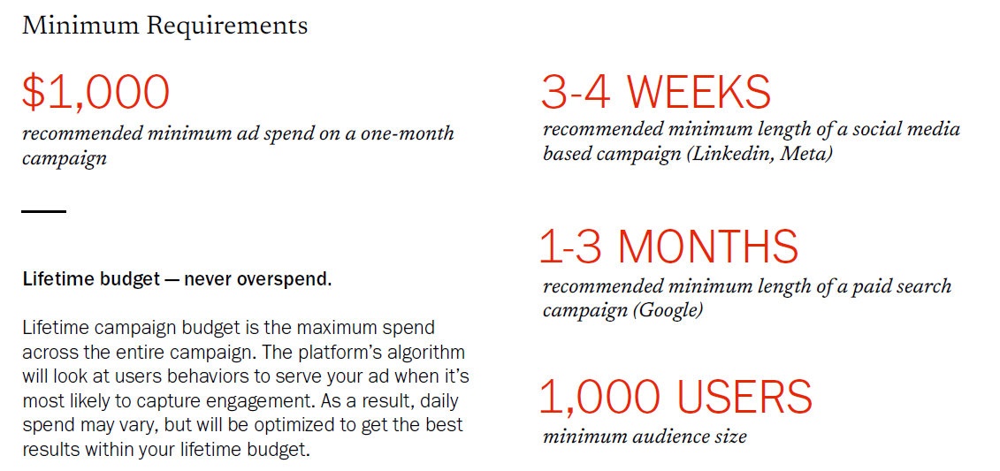 Minimum Requirements
$1,000
recommended minimum ad spend on a one-month
campaign
Lifetime budget — never overspend.
Lifetime campaign budget is the maximum spend
across the entire campaign. The platform’s algorithm
will look at users behaviors to serve your ad when it’s
most likely to capture engagement. As a result, daily
spend may vary, but will be optimized to get the best
results within your lifetime budget.
3-4 WEEKS
recommended minimum length of a social media
based campaign (Linkedin, Meta)
1-3 MONTHS
recommended minimum length of a paid search
campaign (Google)
1,000 USERS
minimum audience size